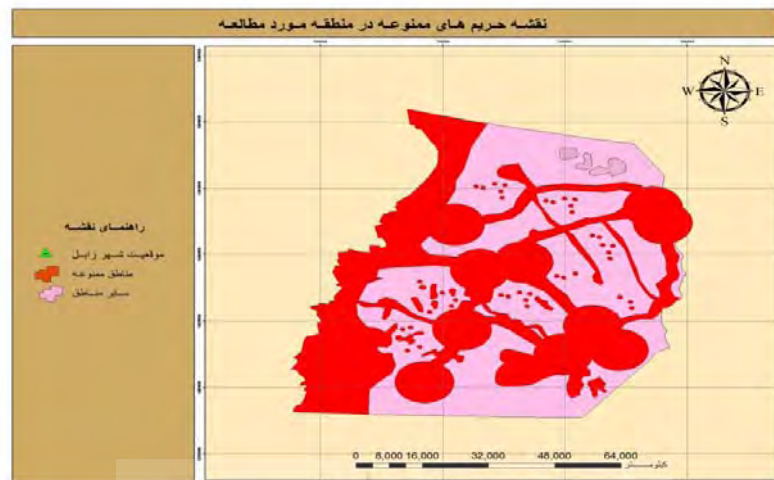 نقشه حریم های ممنوعه در منطقه مورد مطالعه
N
W E
S
راهنمای نقشه
موقعیت شهر زابل
مناطق ممنوعه
سایر مناطق
0 8,000 16,000 32,000 48,000 64,000
کیلومتر